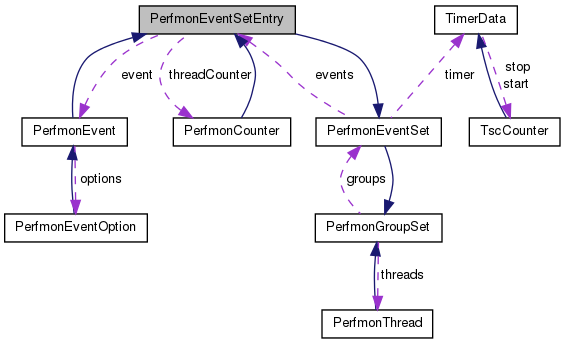 PerfmonEventSetEntry
TimerData
event
threadCounter
events
timer
stop
start
PerfmonEvent
PerfmonCounter
PerfmonEventSet
TscCounter
options
groups
PerfmonEventOption
PerfmonGroupSet
threads
PerfmonThread